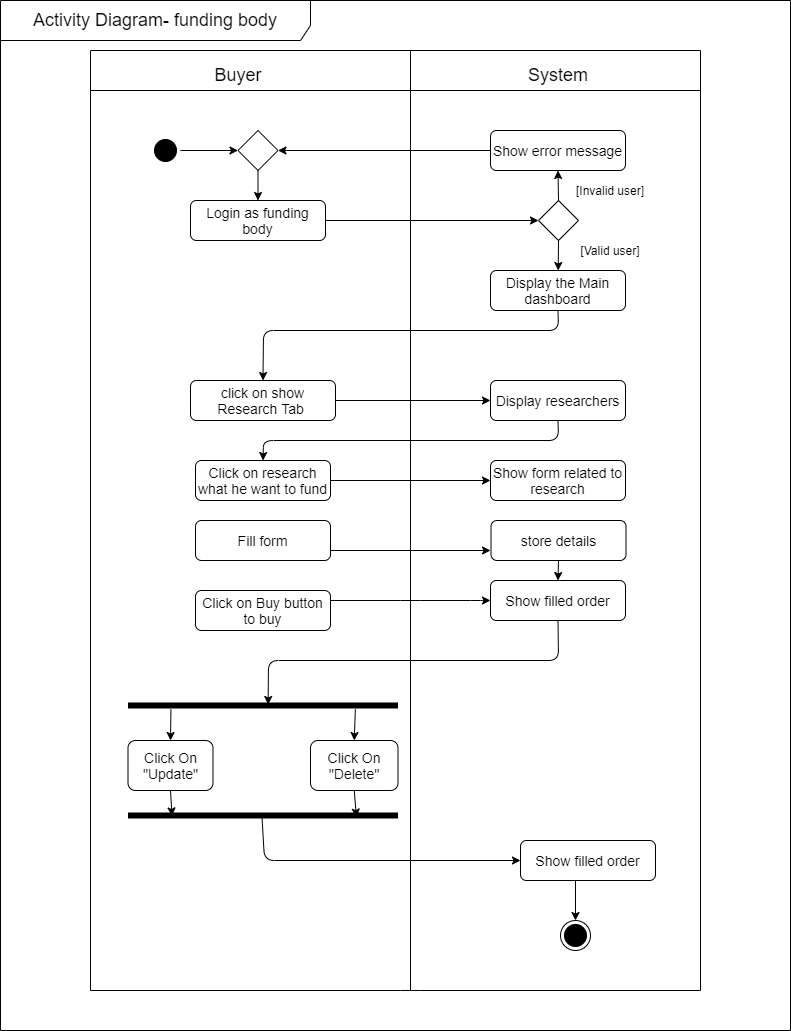 Activity Diagram- funding body
Buyer
System
Show error message
[Invalid user]
Login as funding
body
[Valid user]
Display the Main
dashboard
click on show
Research Tab
Display researchers
Click on research
what he want to fund
Show form related to
research
Fill form
store details
Click on Buy button
to buy
Show filled order
Click On
"Update"
Click On
"Delete"
Show filled order